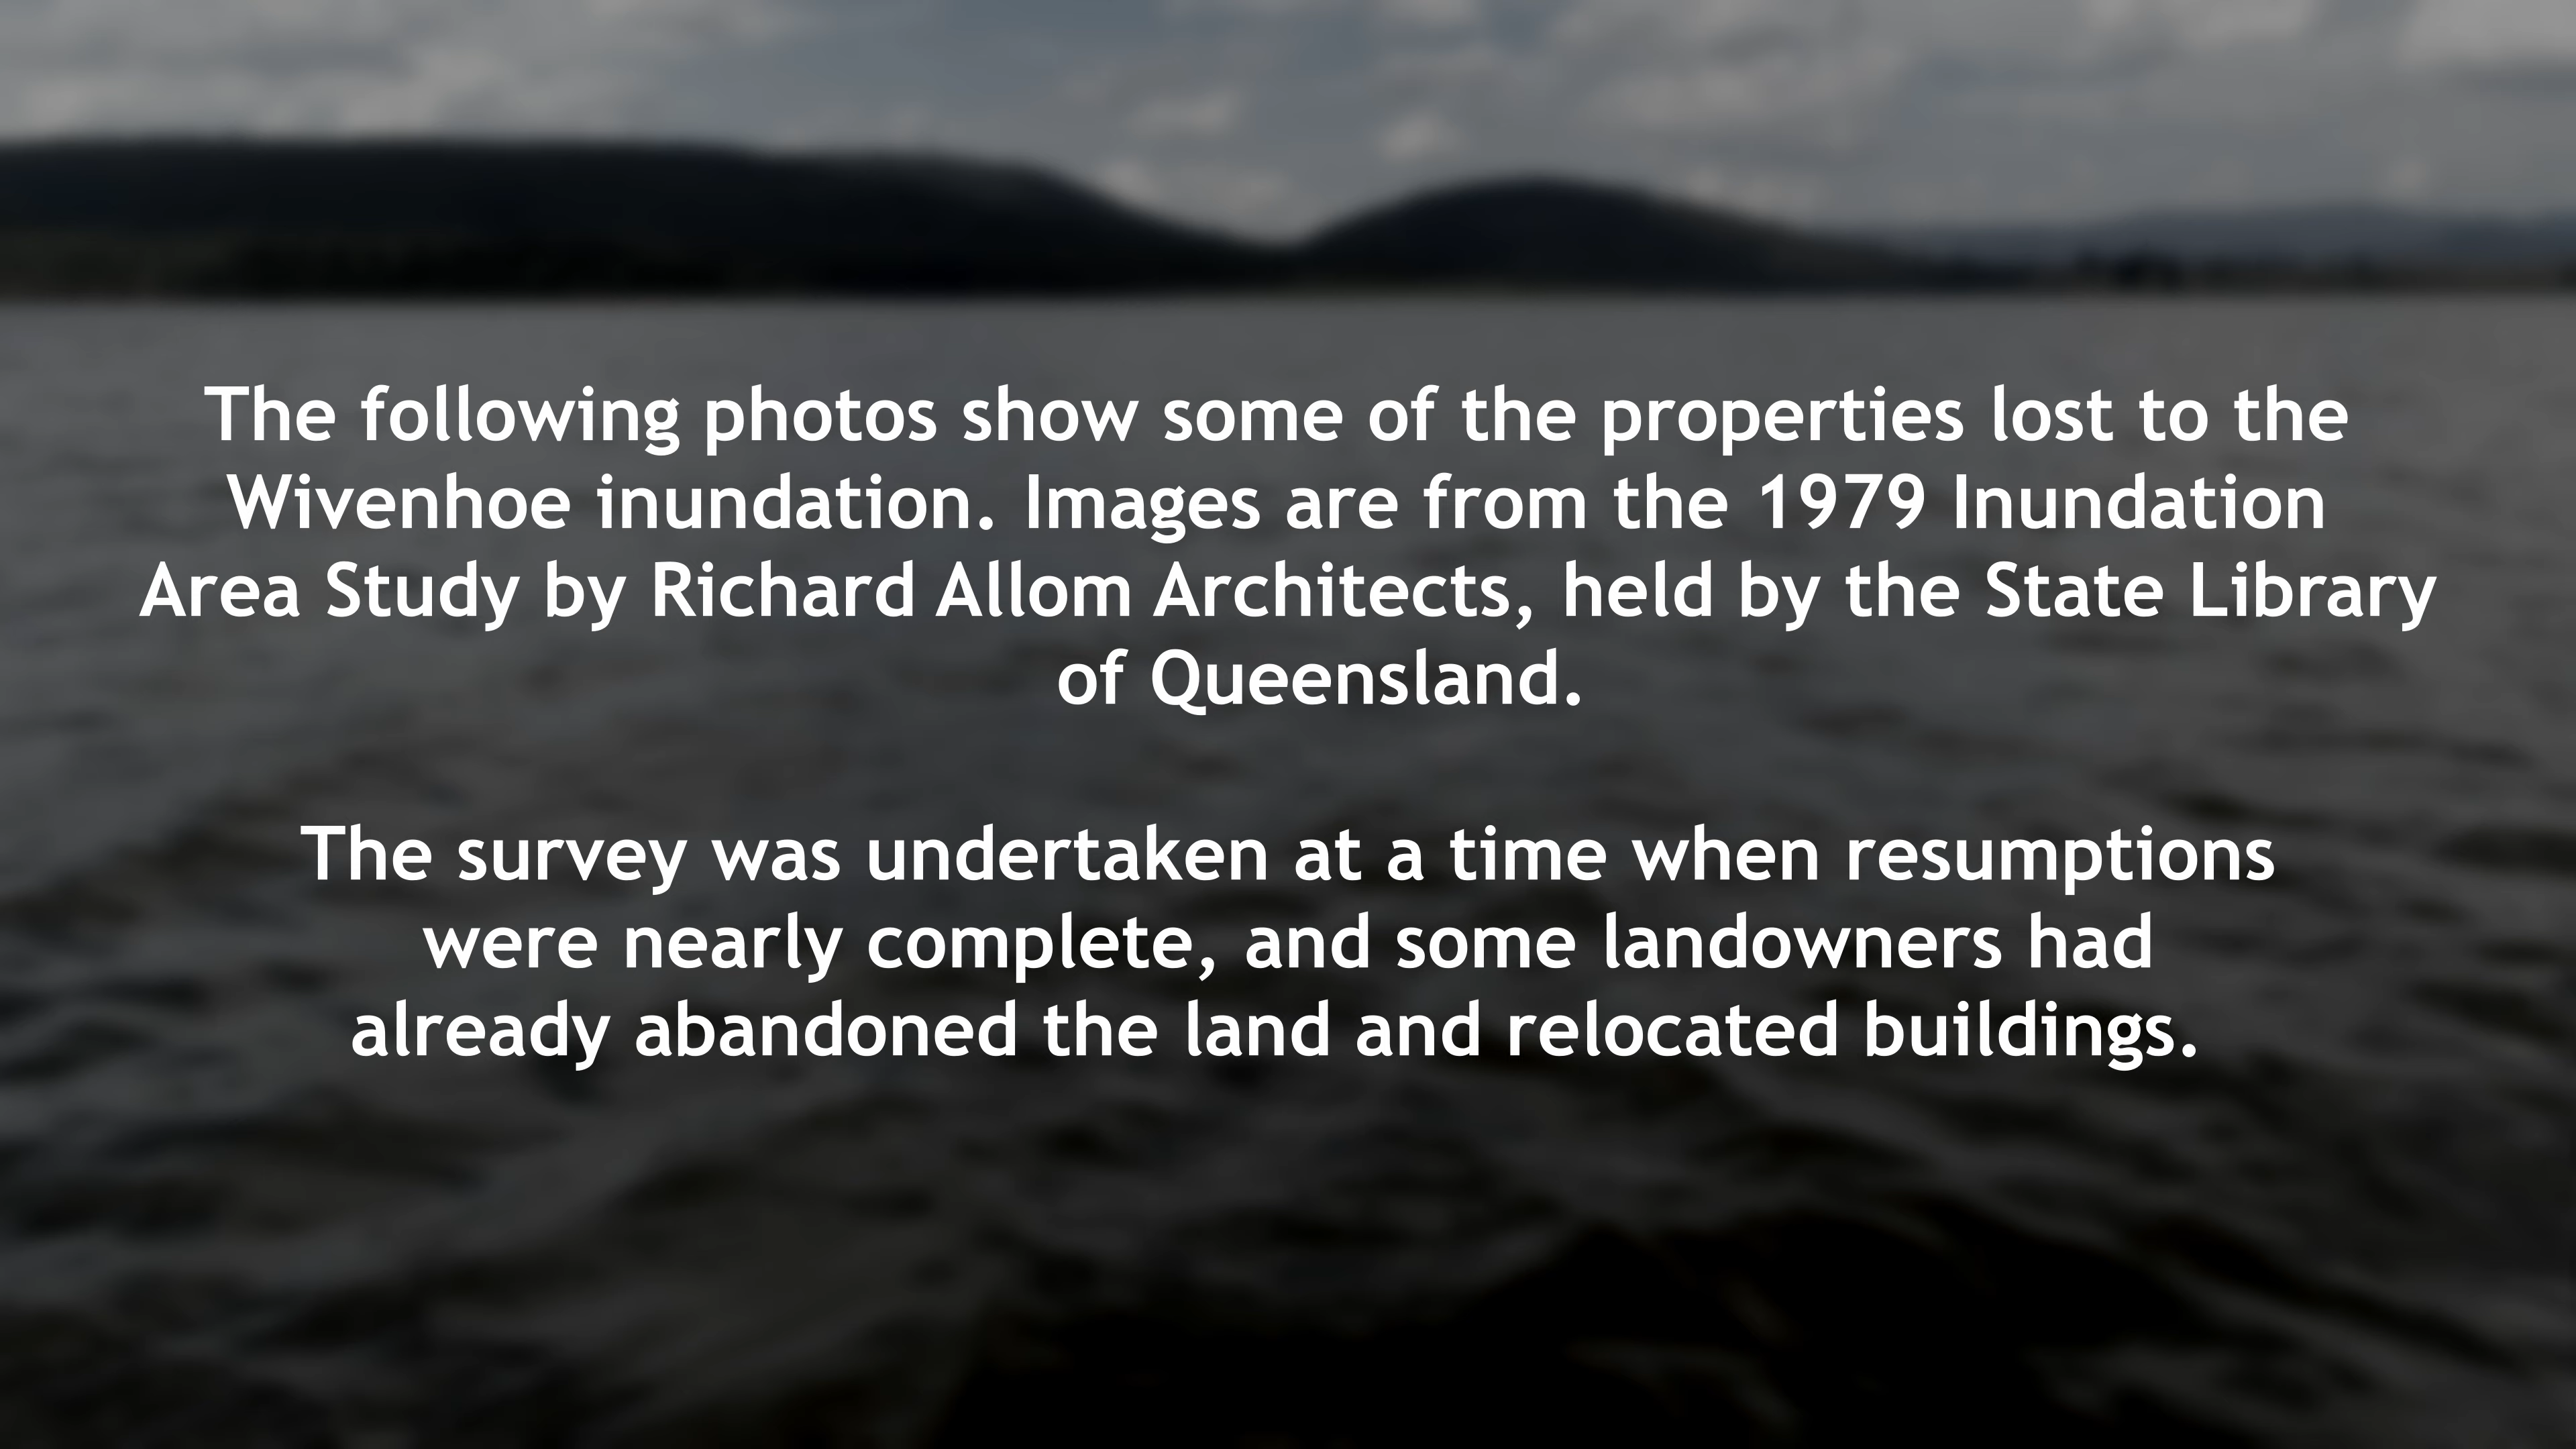 The following photos show some of the properties lost to the
Wivenhoe inundation. Images are from the 1979 Inundation
Area Study by Richard Allom Architects, held by the State Library
of Queensland.
The survey was undertaken at a time when resumptions
were nearly complete, and some landowners had
already abandoned the land and relocated buildings.